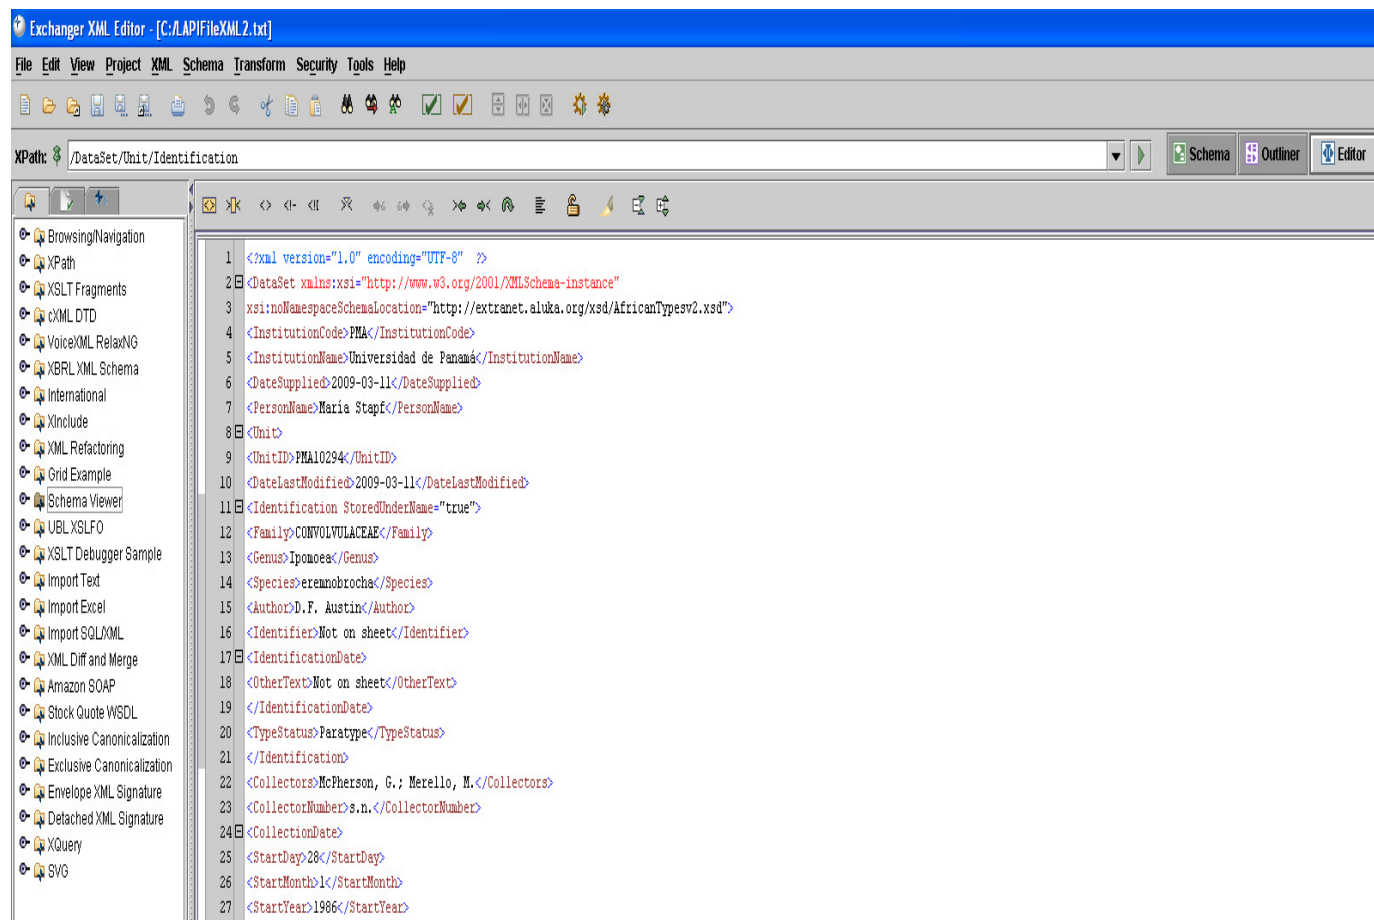 Exchanger XML Editor - [C:/LAPIFileXML2.txt]
File Edit View Project XML Schema Transform Security Tools Help
XPath: /DataSet/Unit/Identification
Schema Outliner Editor
Browsing/Navigation
XPath
XSLT Fragments
cXML DTD
VoiceXML RelaxNG
XBRL XML Schema
International
XInclude
XML Refactoring
Grid Example
Schema Viewer
UBL XSLFO
XSLT Debugger Sample
Import Text
Import Excel
Import SQL/XML
XML Diff and Merge
Amazon SOAP
Stock Quote WSDL
Inclusive Canonicalization
Exclusive Canonicalization
Envelope XML Signature
Detached XML Signature
XQuery
SVG
1 <?xml version="1.0" encoding="UTF-8" ?>
2 <DataSet xmlns:xsi="http://www.w3.org/2001/XMLSchema-instance"
3 xsi:noNamespaceSchemaLocation="http://extranet.aluka.org/xsd/AfricanTypesv2.xsd">
4 <InstitutionCode>PMA</InstitutionCode>
5 <InstitutionName>Universidad de Panamá</InstitutionName>
6 <DateSupplied>2009-03-11</DateSupplied>
7 <PersonName>María Stapf</PersonName>
8 <Unit>
9 <UnitID>PMA10294</UnitID>
10 <DateLastModified>2009-03-11</DateLastModified>
11 <Identification StoredUnderName="true">
12 <Family>CONVOLVULACEAE</Family>
13 <Genus>Ipomoea</Genus>
14 <Species>eremnobrocha</Species>
15 <Author>D.F. Austin</Author>
16 <Identifier>Not on sheet</Identifier>
17 <IdentificationDate>
18 <OtherText>Not on sheet</OtherText>
19 </IdentificationDate>
20 <TypeStatus>Paratype</TypeStatus>
21 </Identification>
22 <Collectors>McPherson, G.; Merello, M.</Collectors>
23 <CollectorNumber>s.n.</CollectorNumber>
24 <CollectionDate>
25 <StartDay>28</StartDay>
26 <StartMonth>1</StartMonth>
27 <StartYear>1986</StartYear>